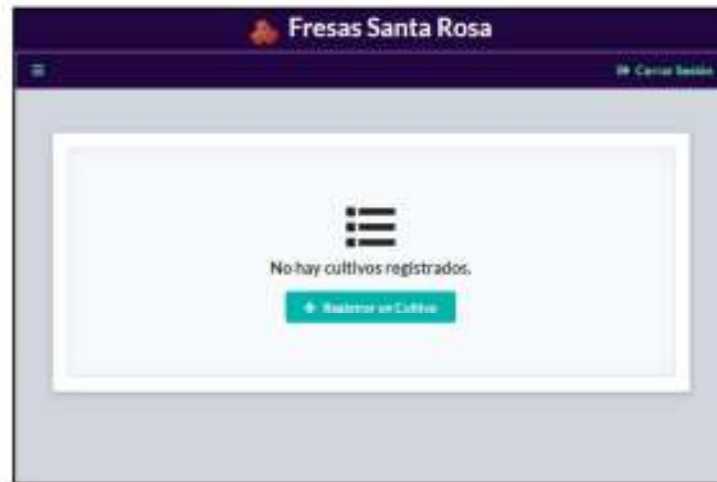 Fresas Santa Rosa
Cerrar Sesión
No hay cultivos registrados.
Registrar un Cultivo